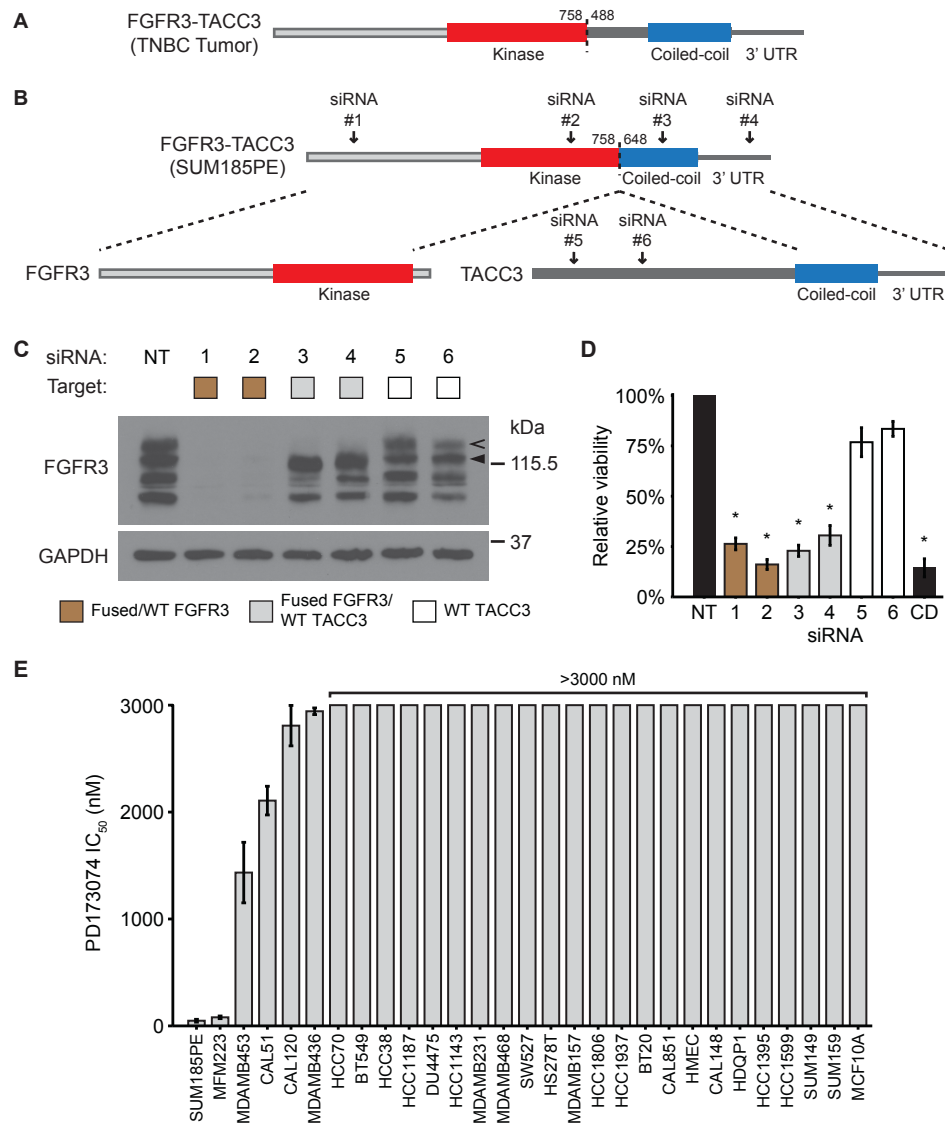 A
FGFR3-TACC3
(TNBC Tumor)
758 488
Kinase
Coiled-coil
3' UTR
B
siRNA #1
siRNA #2
siRNA #3
siRNA #4
FGFR3-TACC3
(SUM185PE)
758 648
Kinase
Coiled-coil
3' UTR
siRNA #5
siRNA #6
FGFR3
Kinase
TACC3
Coiled-coil
3' UTR
C
siRNA: NT 1 2 3 4 5 6
Target:
kDa
FGFR3
115.5
GAPDH
37
Fused/WT FGFR3
Fused FGFR3/
WT TACC3
WT TACC3
D
Relative viability
100%
75%
50%
25%
0%
* * * * *
NT 1 2 3 4 5 6 CD
siRNA
E
>3000 nM
PD173074 IC50 (nM)
3000
2000
1000
0
SUM185PE
MFM223
MDAMB453
CAL51
CAL120
MDAMB436
HCC70
BT549
HCC38
HCC1187
DU4475
HCC1143
MDAMB231
MDAMB468
SW527
HS278T
MDAMB157
HCC1806
HCC1937
BT20
CAL851
HMEC
CAL148
HDQP1
HCC1395
HCC1599
SUM149
SUM159
MCF10A